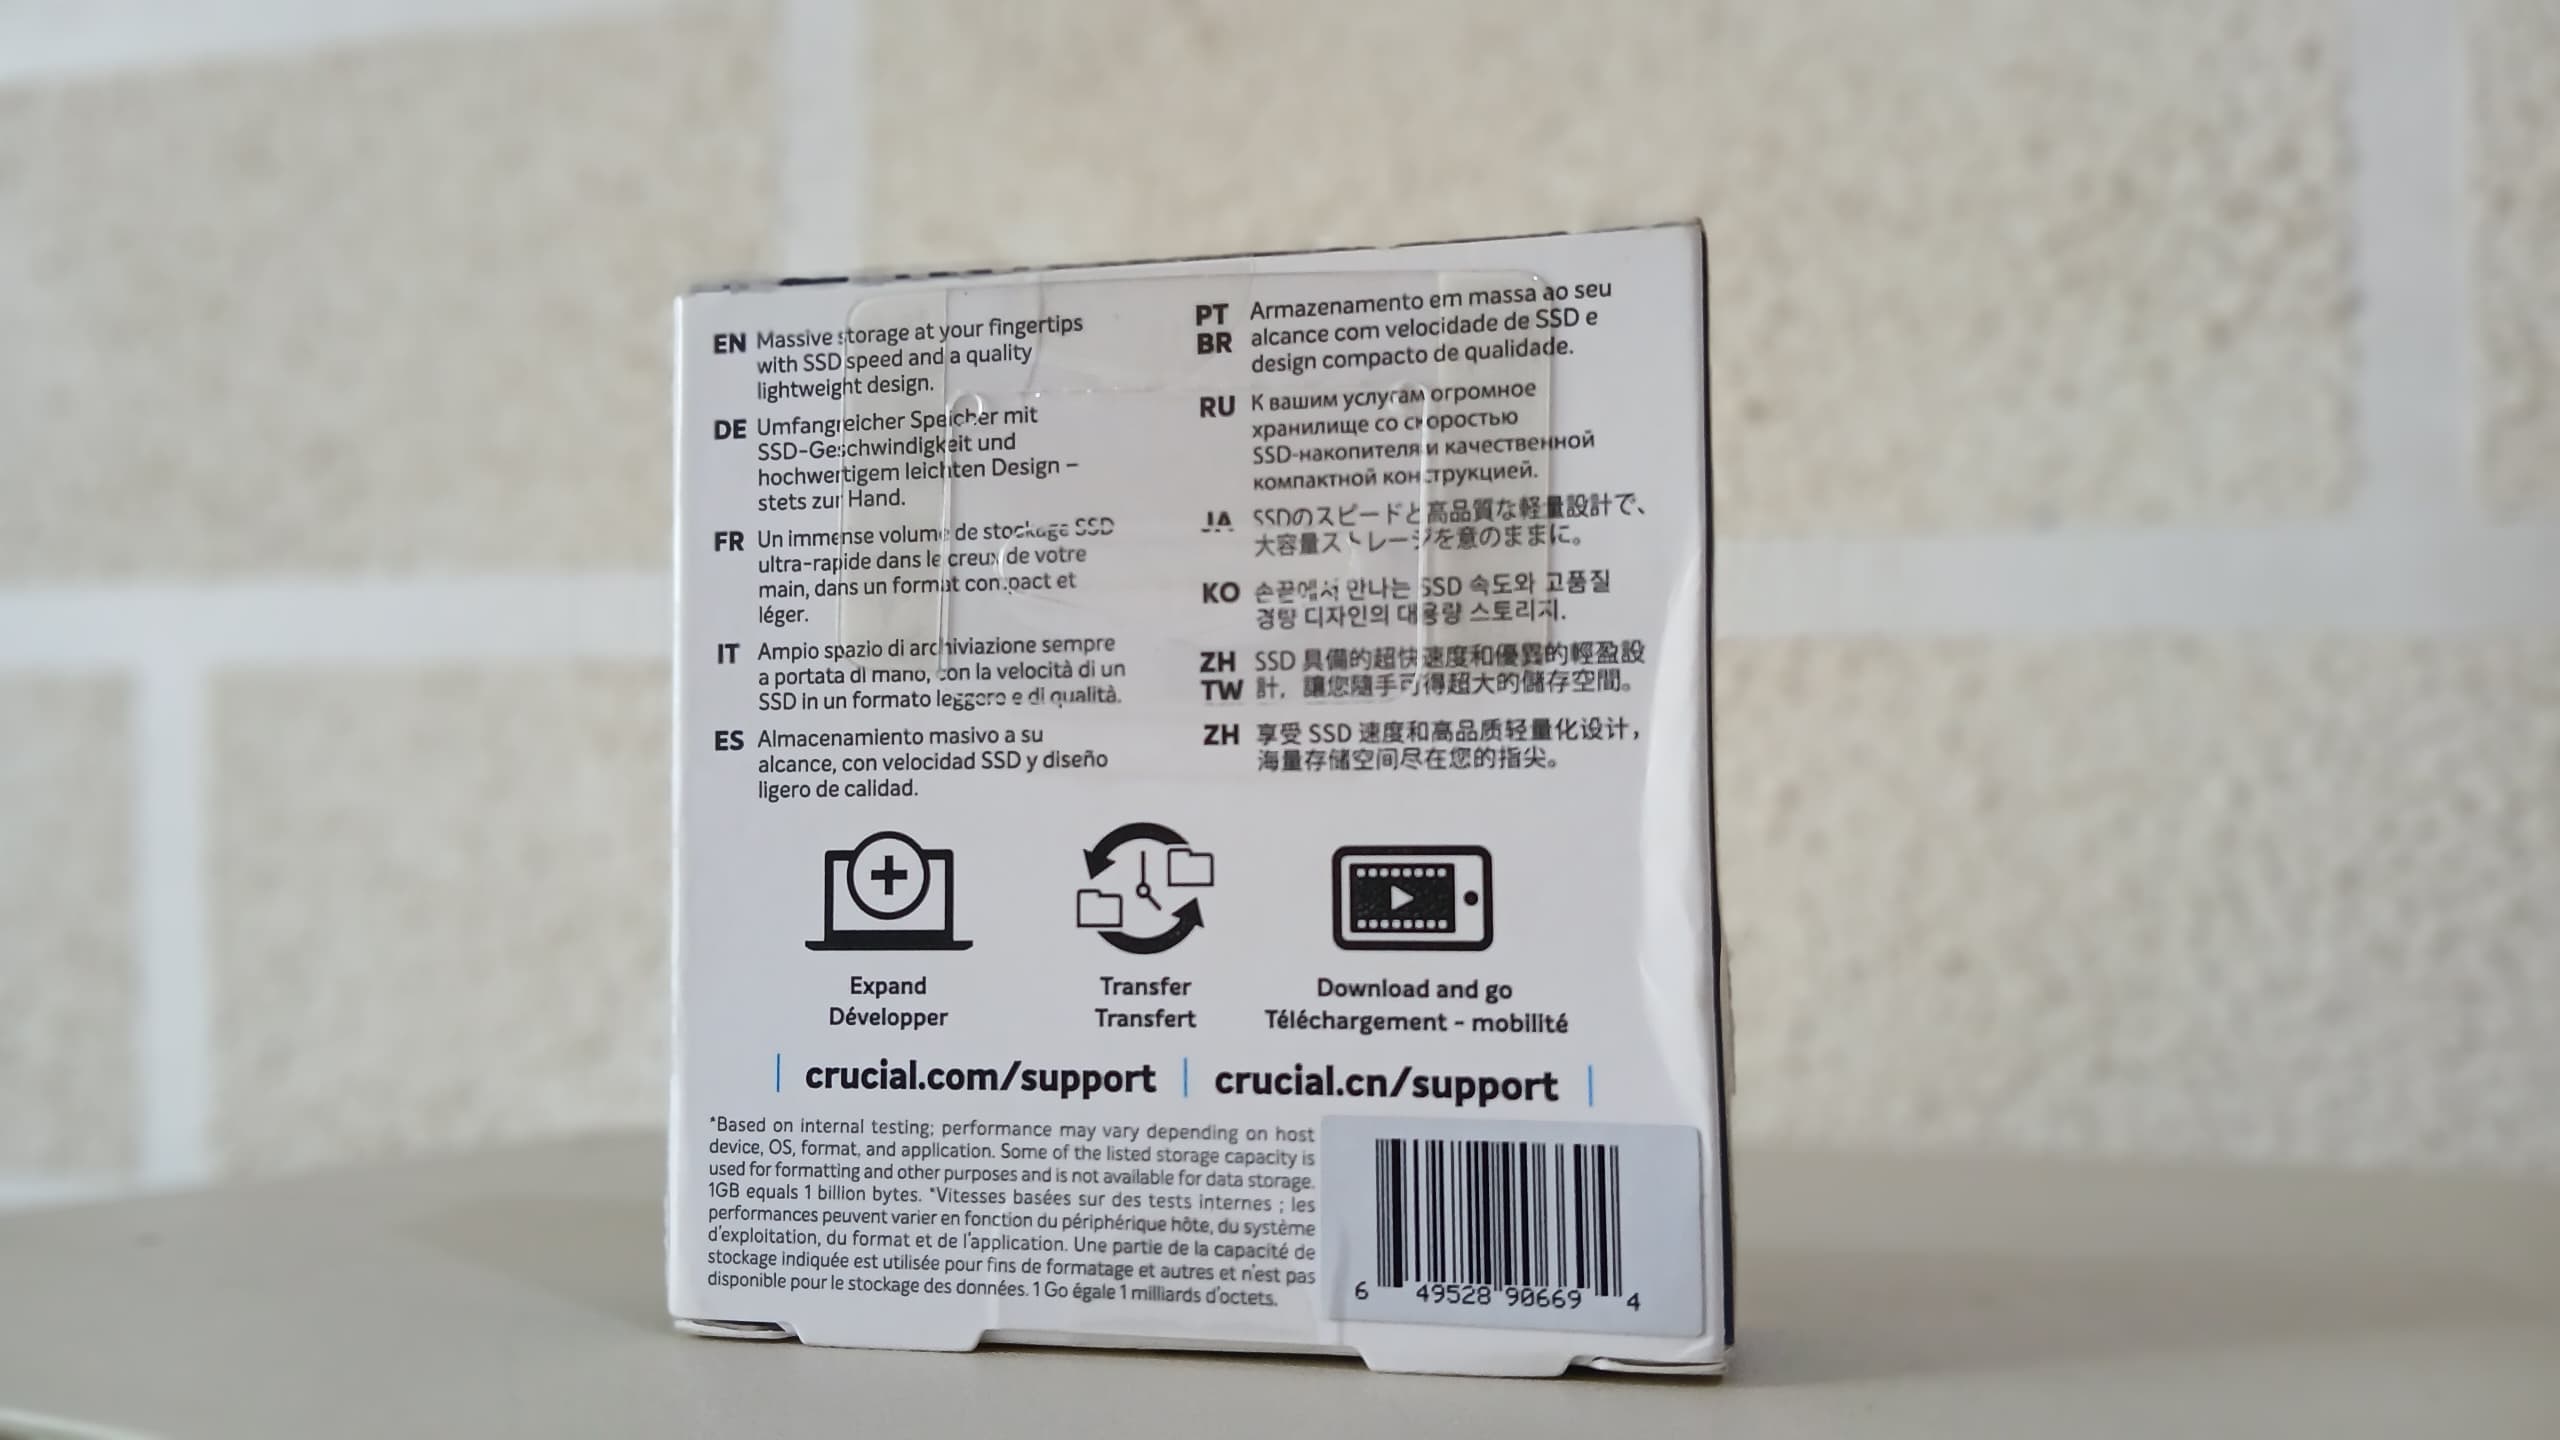 EN Massive storage at your fingertips
with SSD speed and a quality
lightweight design.
DE Umfangreicher Speicher mit
SSD-Geschwindigkeit und
hochwertigem leichten Design –
stets zur Hand.
FR Un immense volume de stockage SSD
ultra-rapide dans le creux de votre
main, dans un format compact et
léger.
IT Ampio spazio di archiviazione sempre
a portata di mano, con la velocità di un
SSD in un formato leggero e di qualità.
ES Almacenamiento masivo a su
alcance, con velocidad SSD y diseño
ligero de calidad.
PT Armazenamento em massa ao seu
BR alcance com velocidade de SSD e
design compacto de qualidade.
RU К вашим услугам огромное
хранилище со скоростью
SSD-накопителя и качественной
компактной конструкцией.
JA SSDのスピードと高品質な軽量設計で、
大容量ストレージを意のままに。
KO 손끝에서 만나는 SSD 속도와 고품질
경량 디자인의 대용량 스토리지.
ZH SSD 具備的超快速度和優異的輕盈設
TW 計，讓您隨手可得超大的儲存空間。
ZH 享受 SSD 速度和高品质轻量化设计，
海量存储空间尽在您的指尖。
Expand
Développer
Transfer
Transfert
Download and go
Téléchargement - mobilité
| crucial.com/support | crucial.cn/support |
*Based on internal testing; performance may vary depending on host
device, OS, format, and application. Some of the listed storage capacity is
used for formatting and other purposes and is not available for data storage.
1GB equals 1 billion bytes. *Vitesses basées sur des tests internes ; les
performances peuvent varier en fonction du périphérique hôte, du système
d'exploitation, du format et de l'application. Une partie de la capacité de
stockage indiquée est utilisée pour fins de formatage et autres et n'est pas
disponible pour le stockage des données. 1 Go égale 1 milliards d'octets.
6 49528 90669 4